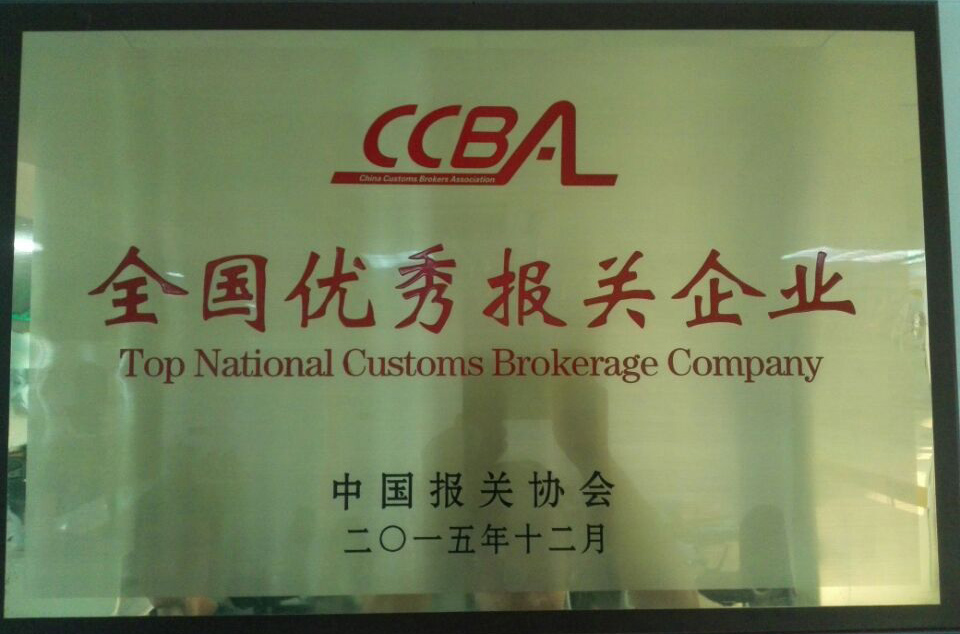 CCBA
China Customs Brokers Association
全国优秀报关企业
Top National Customs Brokerage Company
中国报关协会
二〇一五年十二月